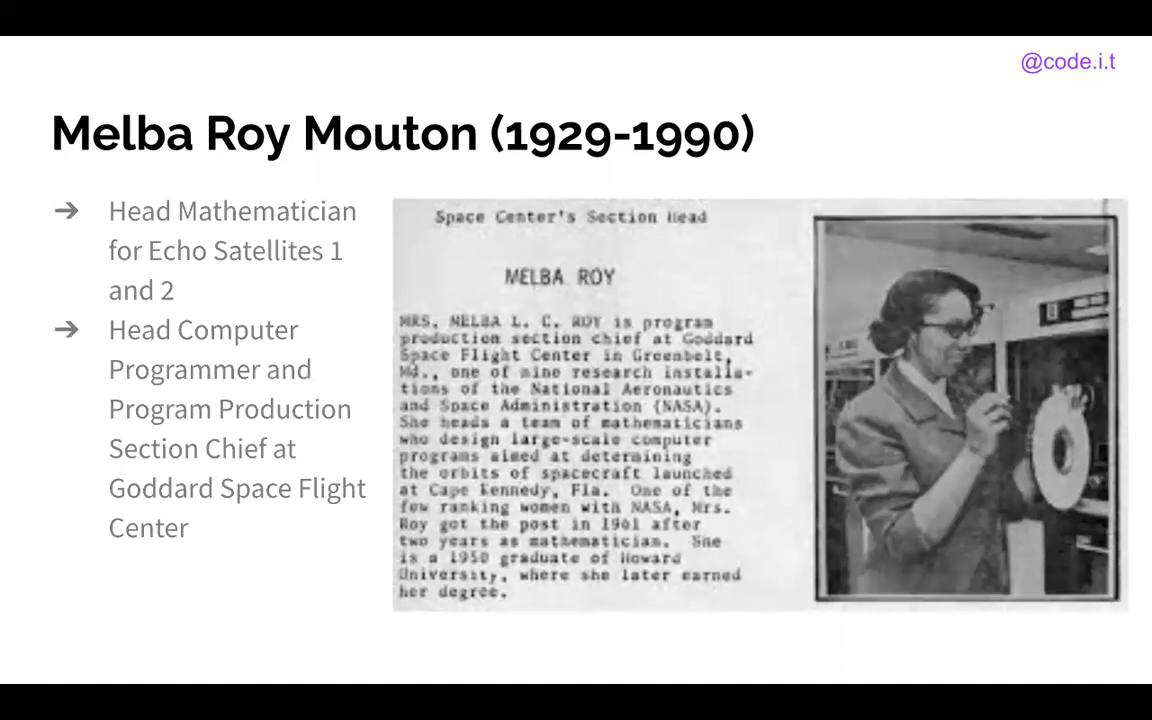 @code.i.t
Melba Roy Mouton (1929-1990)
➔ Head Mathematician
for Echo Satellites 1
and 2
➔ Head Computer
Programmer and
Program Production
Section Chief at
Goddard Space Flight
Center
Space Center's Section Head
MELBA ROY
MRS. MELBA L. C. ROY is program
production section chief at Goddard
Space Flight Center in Greenbelt,
Md., one of nine research installa-
tions of the National Aeronautics
and Space Administration (NASA).
She heads a team of mathematicians
who design large-scale computer
programs aimed at determining
the orbits of spacecraft launched
at Cape Kennedy, Fla. One of the
few ranking women with NASA, Mrs.
Roy got the post in 1961 after
two years as mathematician. She
is a 1950 graduate of Howard
University, where she later earned
her degree.